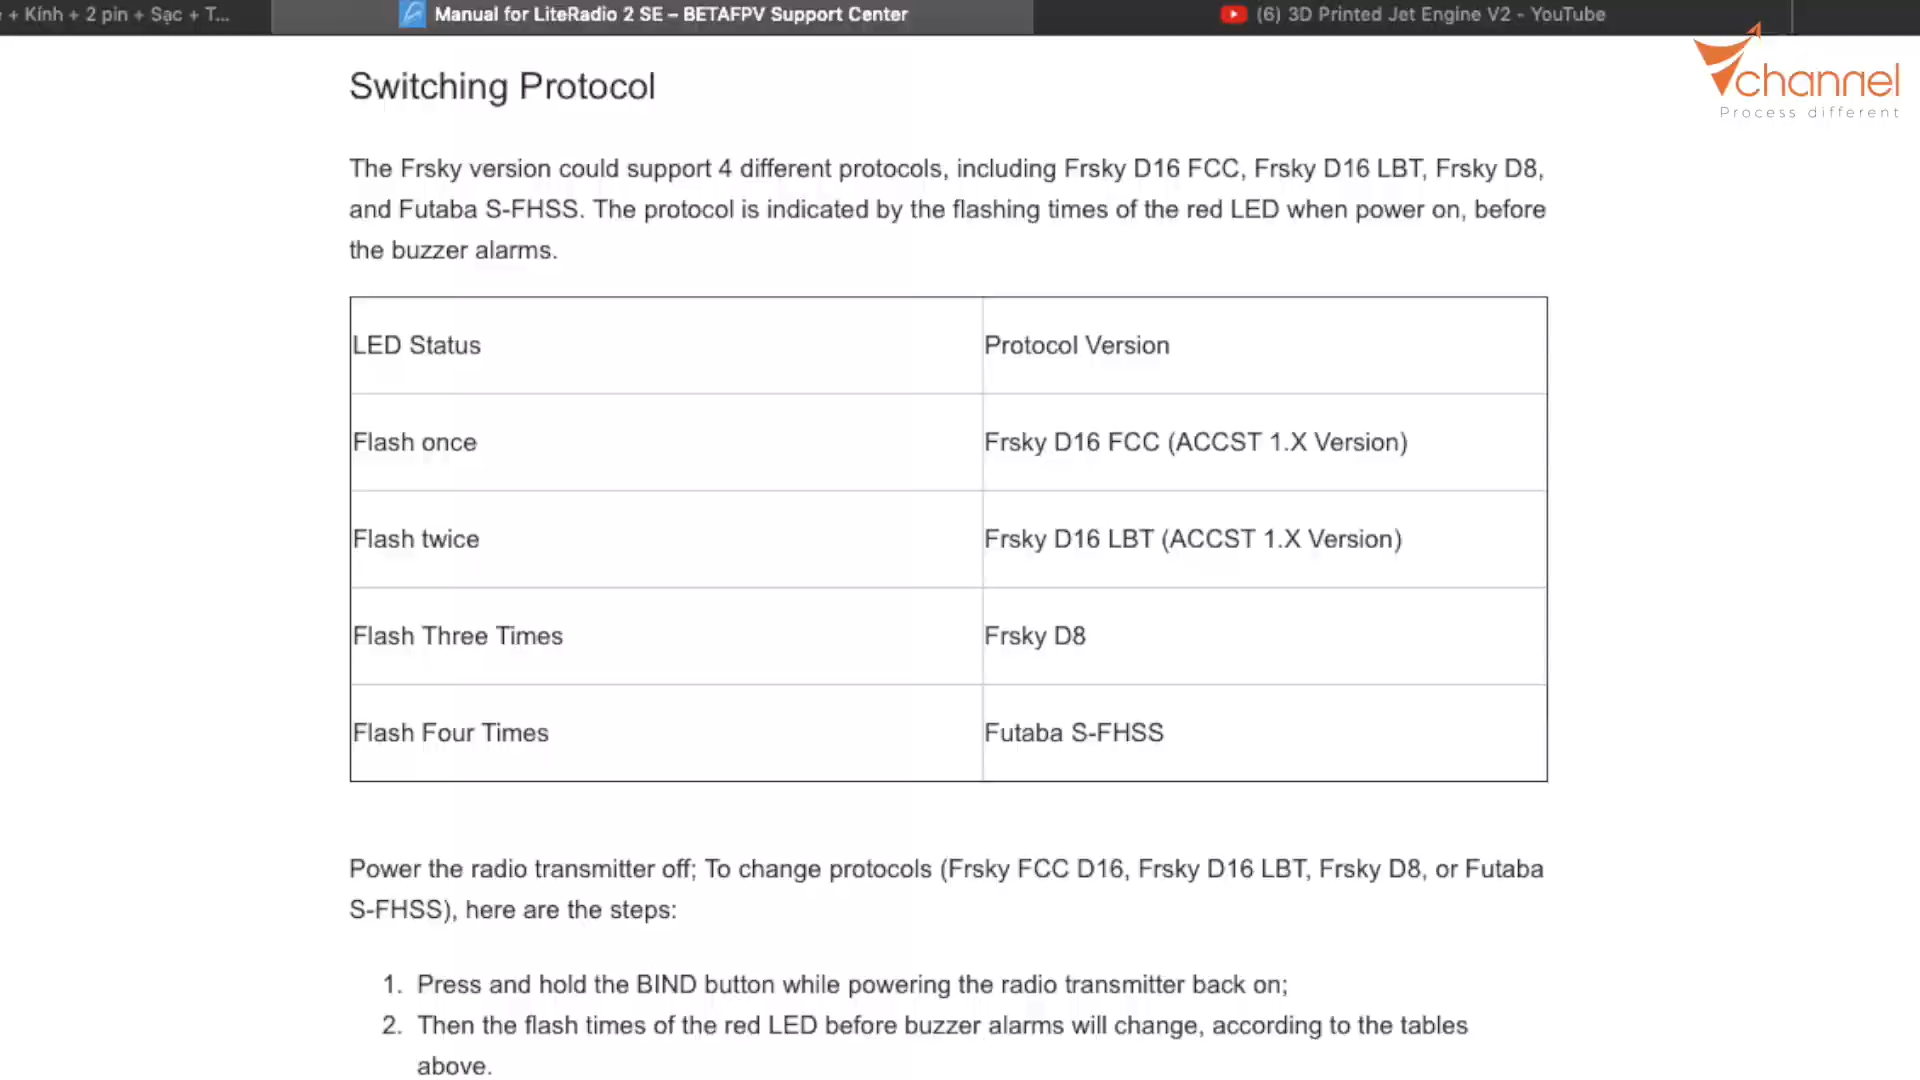 + Kính + 2 pin + Sạc + T...
Manual for LiteRadio 2 SE – BETAFPV Support Center
(6) 3D Printed Jet Engine V2 - YouTube
channel
Process different
Switching Protocol
The Frsky version could support 4 different protocols, including Frsky D16 FCC, Frsky D16 LBT, Frsky D8,
and Futaba S-FHSS. The protocol is indicated by the flashing times of the red LED when power on, before
the buzzer alarms.
LED Status
Protocol Version
Flash once
Frsky D16 FCC (ACCST 1.X Version)
Flash twice
Frsky D16 LBT (ACCST 1.X Version)
Flash Three Times
Frsky D8
Flash Four Times
Futaba S-FHSS
Power the radio transmitter off; To change protocols (Frsky FCC D16, Frsky D16 LBT, Frsky D8, or Futaba
S-FHSS), here are the steps:
1. Press and hold the BIND button while powering the radio transmitter back on;
2. Then the flash times of the red LED before buzzer alarms will change, according to the tables
above.